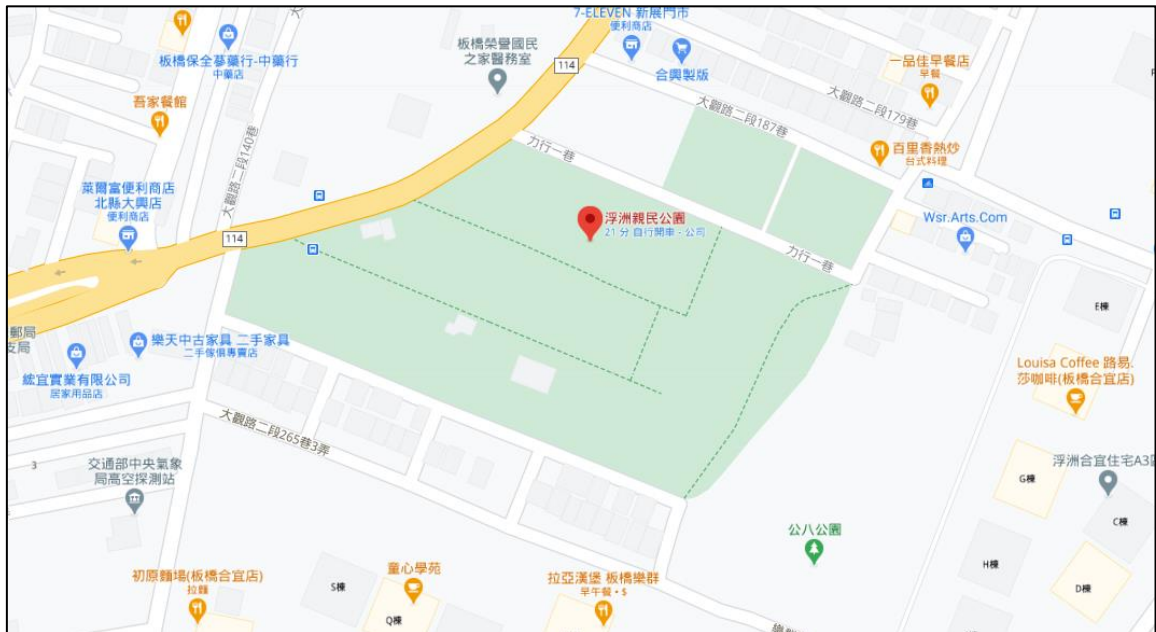 7-ELEVEN 新展門市
便利商店
板橋保全蔘藥行-中藥行
中藥店
板橋榮譽國民
之家醫務室
114
合興製版
一品佳早餐店
早餐
吾家餐館
大觀路二段140巷
大觀路二段187巷
大觀路二段179巷
力行一巷
百里香熱炒
台式料理
萊爾富便利商店
北縣大興店
便利商店
114
浮洲親民公園
21 分 自行開車 - 公司
Wsr.Arts.Com
力行一巷
E棟
郵局
支局
樂天中古家具 二手家具
二手傢俱專賣店
紘宜實業有限公司
居家用品店
Louisa Coffee 路易.
莎咖啡(板橋合宜店)
大觀路二段265巷3弄
3
交通部中央氣象
局高空探測站
浮洲合宜住宅A3
G棟
C棟
公八公園
H棟
初原麵場(板橋合宜店)
拉麵
S棟
童心學苑
Q棟
拉亞漢堡 板橋樂群
早午餐・$
D棟